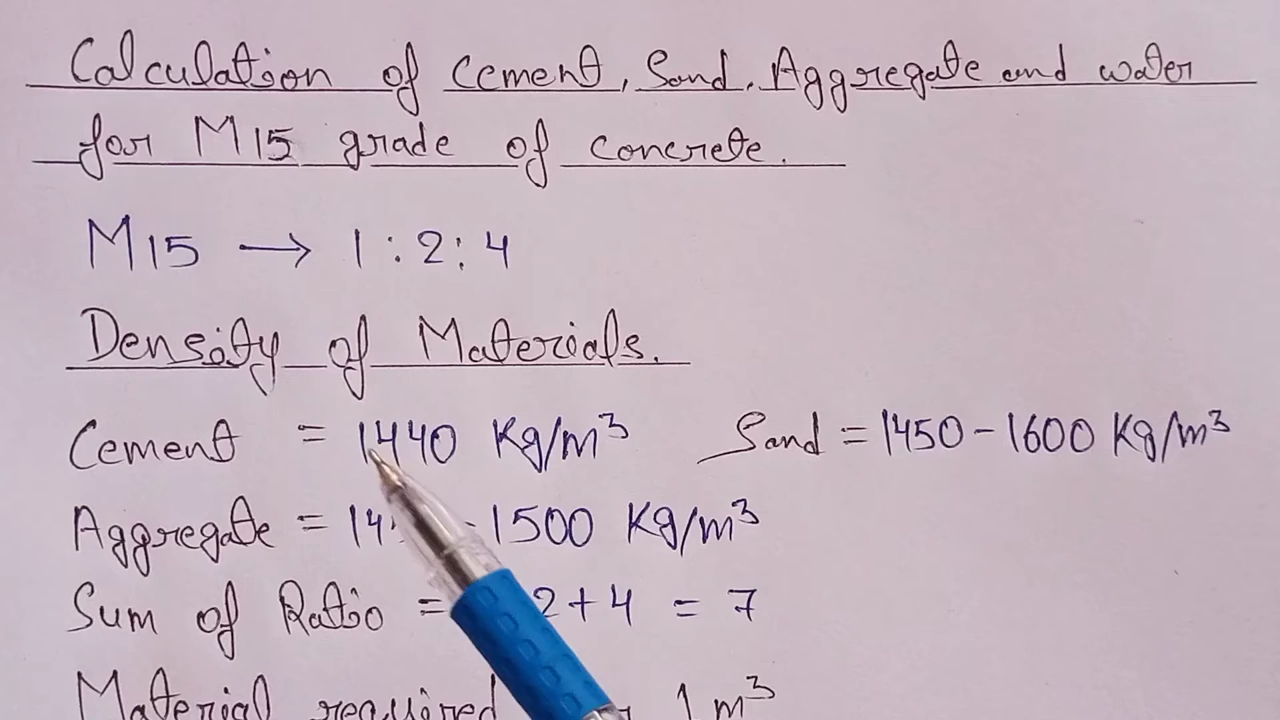 Calculation of Cement, Sand, Aggregate and water
for M15 grade of concrete.
M15 → 1 : 2 : 4
Density of Materials.
Cement = 1440 Kg/m³ Sand = 1450 - 1600 Kg/m³
Aggregate = - 1500 Kg/m³
Sum of Ratio = 2 + 4 = 7
Material required 1 m³